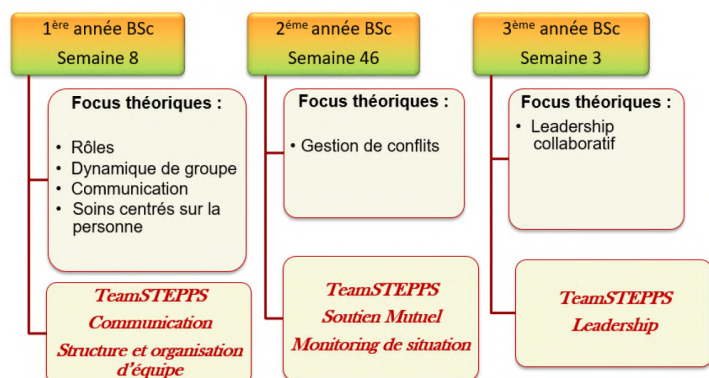 1ère année BSc
Semaine 8
Focus théoriques :
• Rôles
• Dynamique de groupe
• Communication
• Soins centrés sur la
personne
TeamSTEPPS
Communication
Structure et organisation
d'équipe
2éme année BSc
Semaine 46
Focus théoriques :
• Gestion de conflits
TeamSTEPPS
Soutien Mutuel
Monitoring de situation
3ème année BSc
Semaine 3
Focus théoriques :
• Leadership
collaboratif
TeamSTEPPS
Leadership